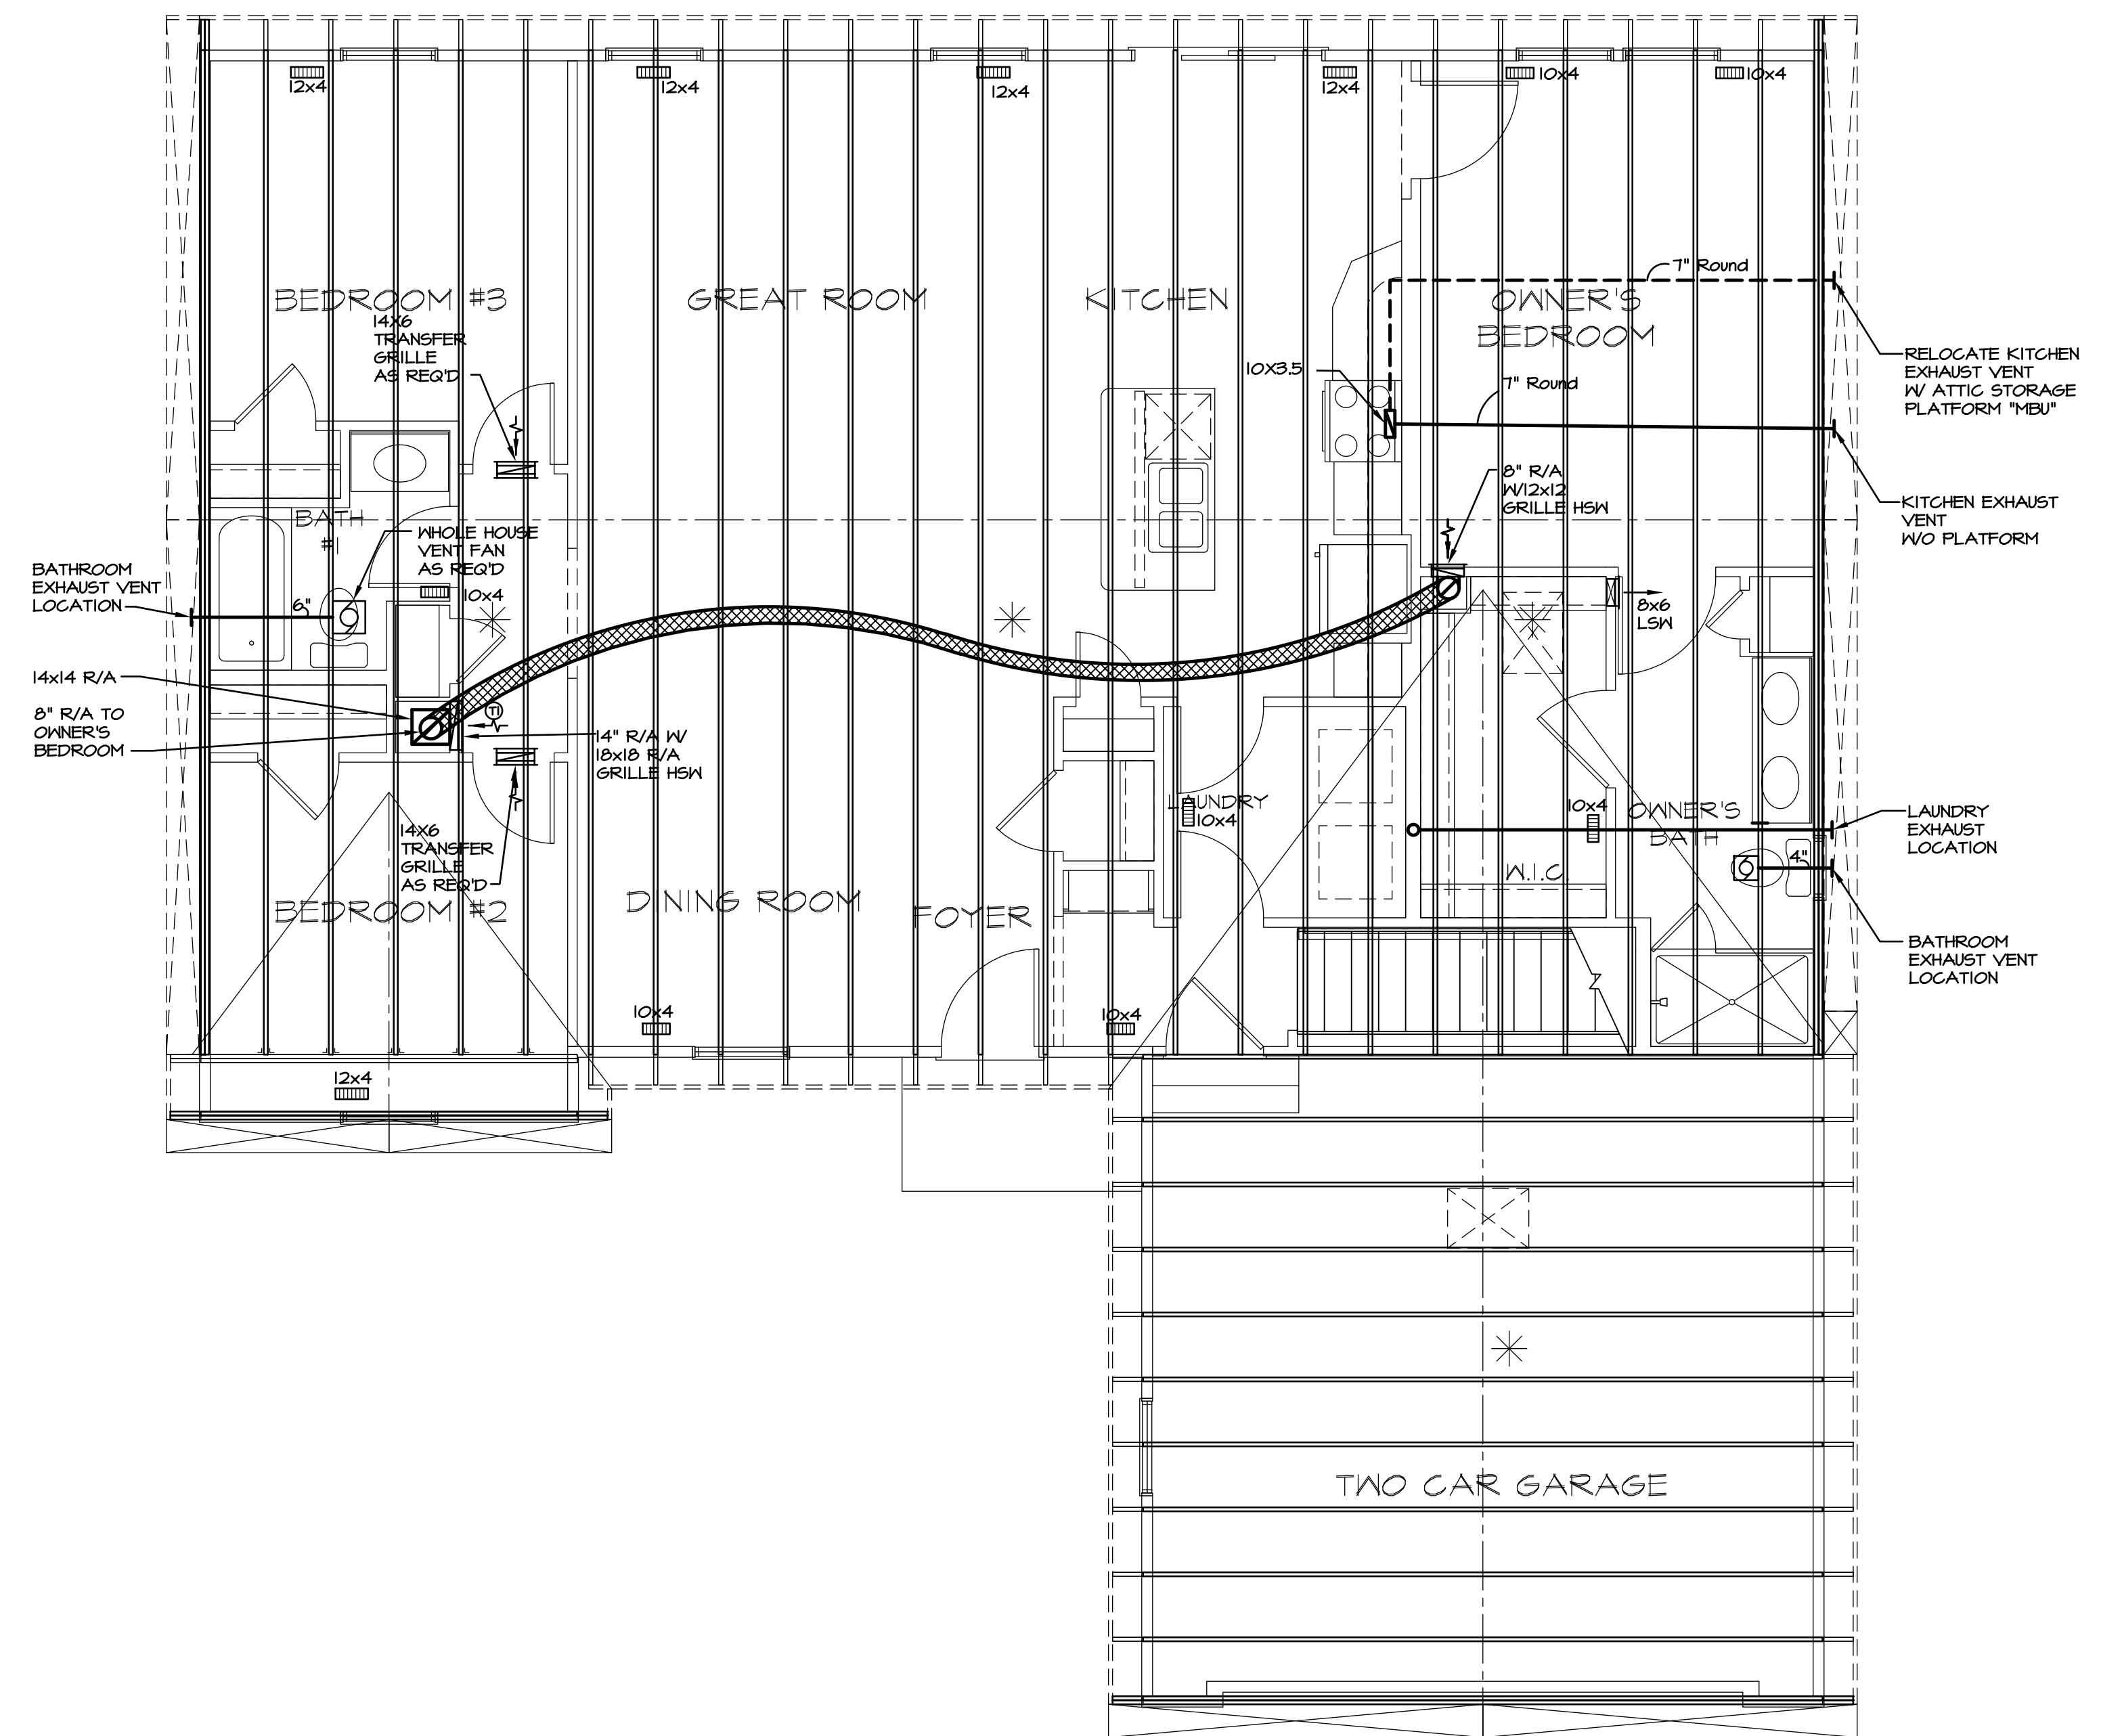 12x4
12x4
12x4
12x4
10x4
10x4
BEDROOM #3
14X6
TRANSFER
GRILLE
AS REQ'D
GREAT ROOM
KITCHEN
OWNER'S
BEDROOM
7" Round
10X3.5
7" Round
RELOCATE KITCHEN
EXHAUST VENT
W/ ATTIC STORAGE
PLATFORM "MBU"
8" R/A
W/12x12
GRILLE HSW
KITCHEN EXHAUST
VENT
W/O PLATFORM
BATH
#1
WHOLE HOUSE
VENT FAN
AS REQ'D
10x4
BATHROOM
EXHAUST VENT
LOCATION
6"
8x6
LSW
14x14 R/A
8" R/A TO
OWNER'S
BEDROOM
T1
14" R/A W/
18x18 R/A
GRILLE HSW
14X6
TRANSFER
GRILLE
AS REQ'D
BEDROOM #2
DINING ROOM
FOYER
LAUNDRY
10x4
10x4
OWNER'S
BATH
W.I.C.
4"
LAUNDRY
EXHAUST
LOCATION
BATHROOM
EXHAUST VENT
LOCATION
10x4
10x4
12x4
TWO CAR GARAGE